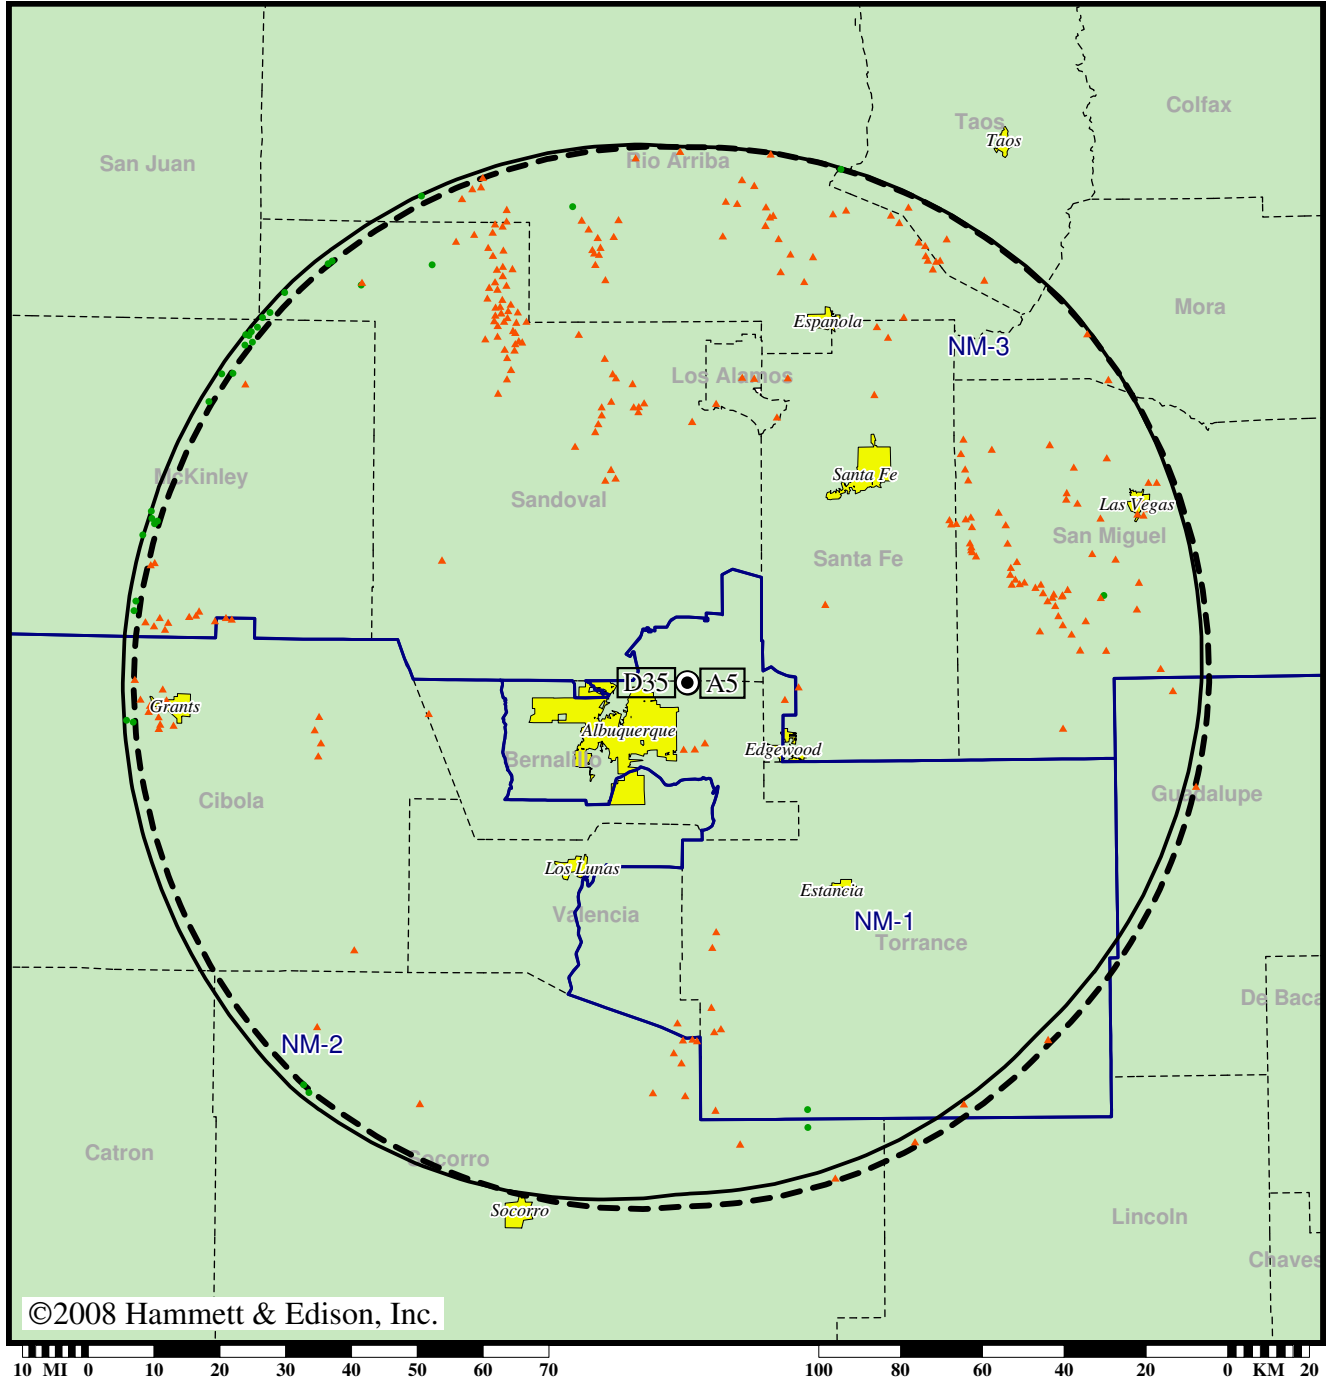 Colfax
Taos
Taos
San Juan
Rio Arriba
Mora
Española
NM-3
Los Alamos
McKinley
Santa Fe
Sandoval
Las Vegas
San Miguel
Santa Fe
D35
A5
Grants
Albuquerque
Edgewood
Bernalillo
Cibola
Guadalupe
Los Lunas
Estancia
Valencia
NM-1
Torrance
De Baca
NM-2
Catron
Socorro
Socorro
Lincoln
Chaves
©2008 Hammett & Edison, Inc.
10 MI 0 10 20 30 40 50 60 70 100 80 60 40 20 0 KM 20